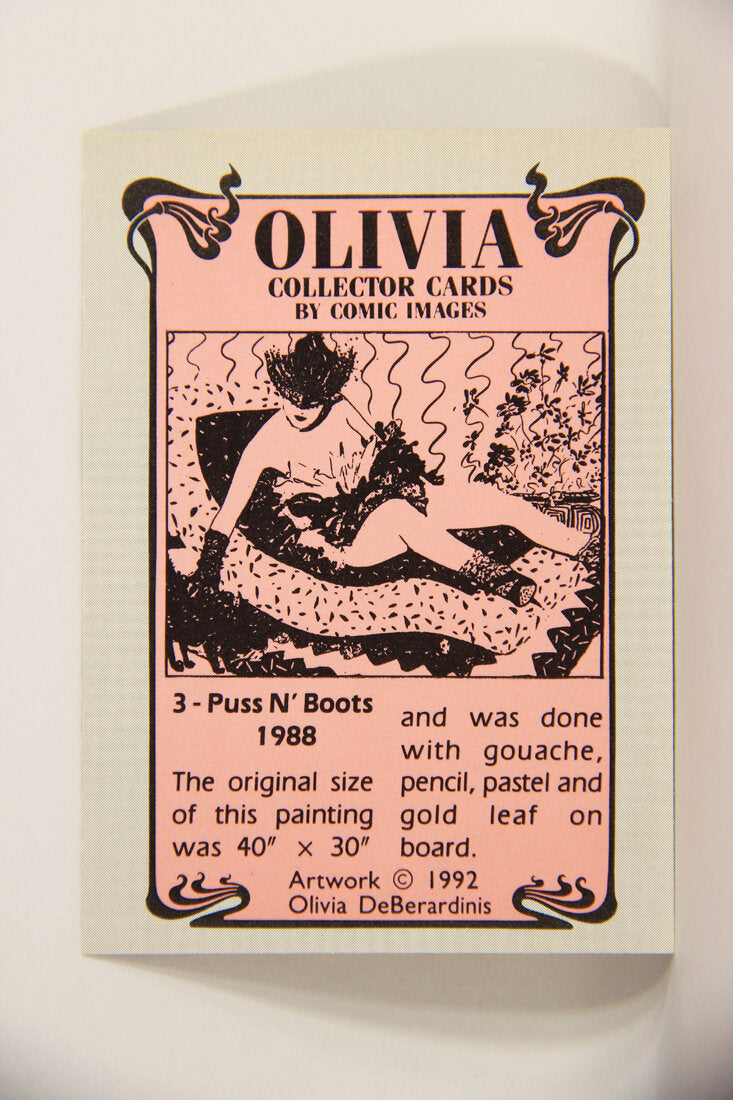 OLIVIA
COLLECTOR CARDS
BY COMIC IMAGES
3 - Puss N' Boots
1988
The original size
of this painting
was 40" x 30"
and was done
with gouache,
pencil, pastel and
gold leaf on
board.
Artwork © 1992
Olivia DeBerardinis